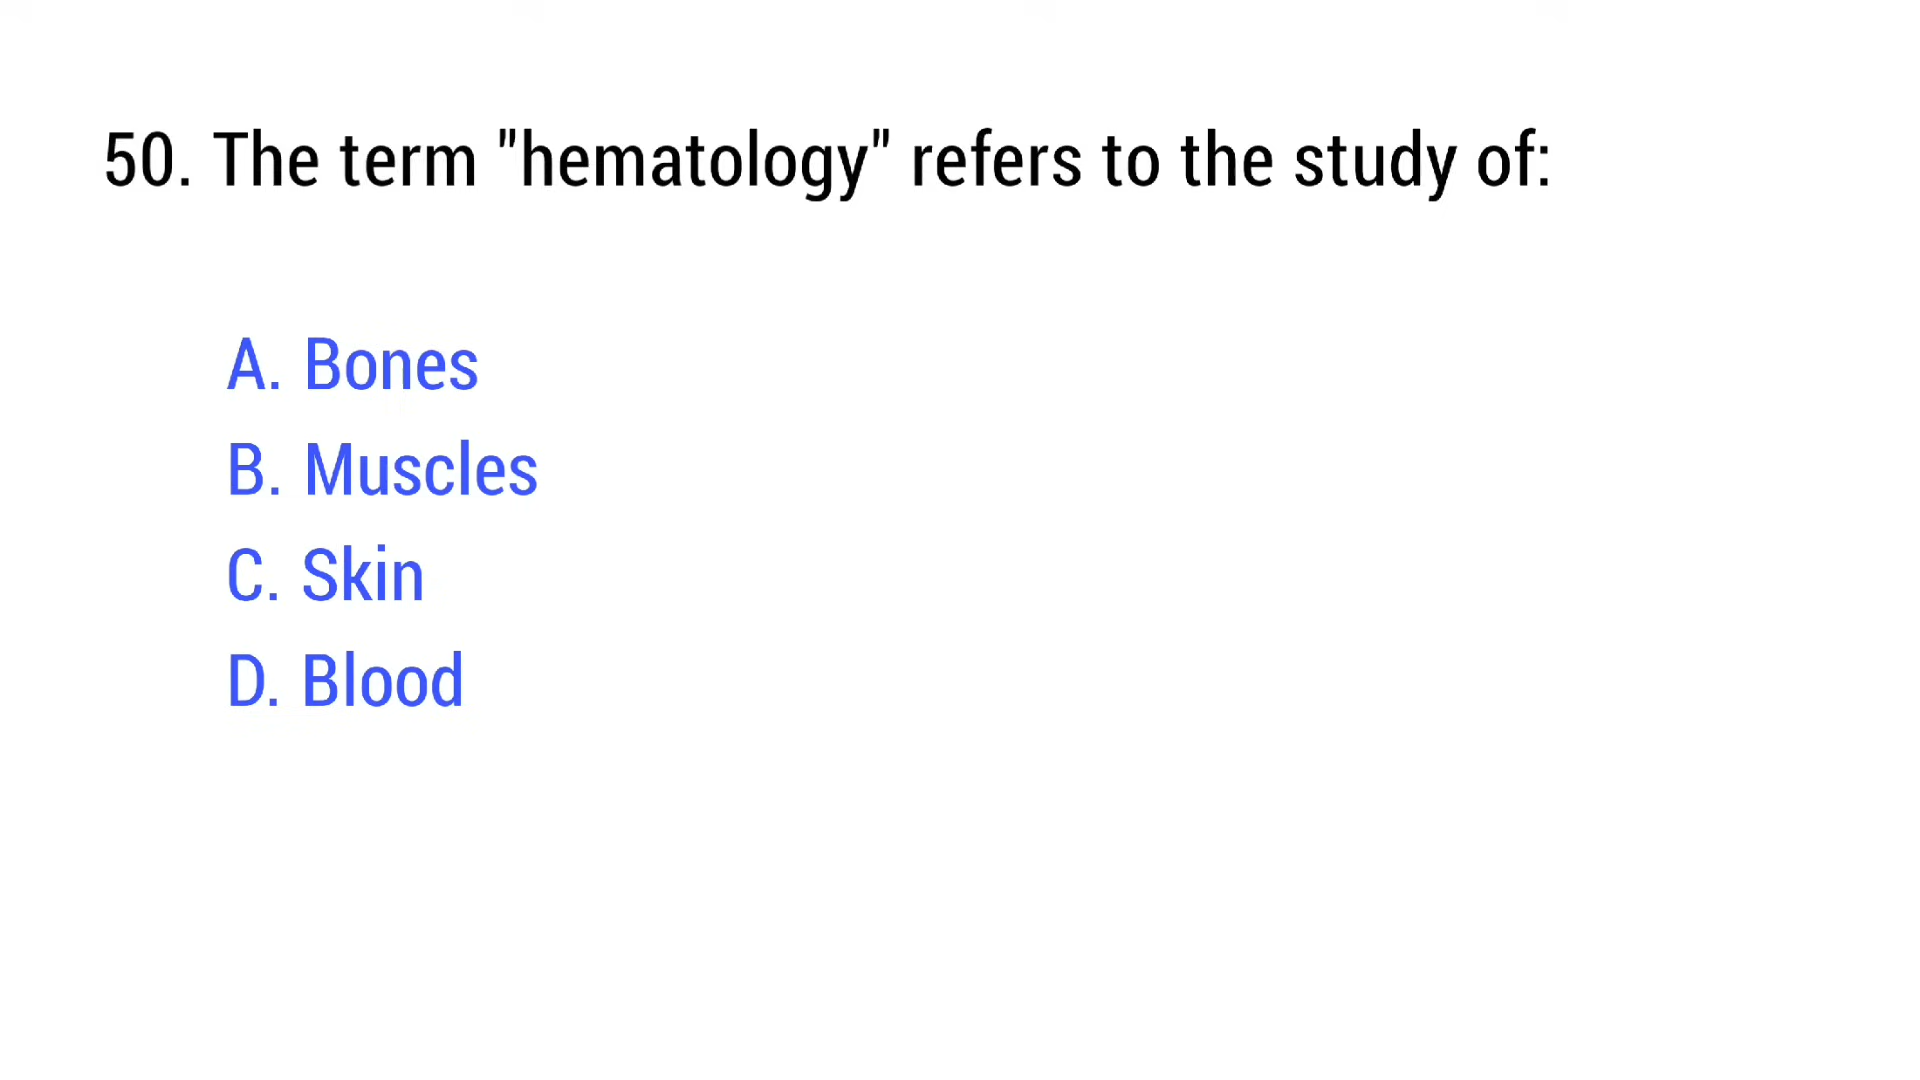 50. The term "hematology" refers to the study of:
A. Bones
B. Muscles
C. Skin
D. Blood